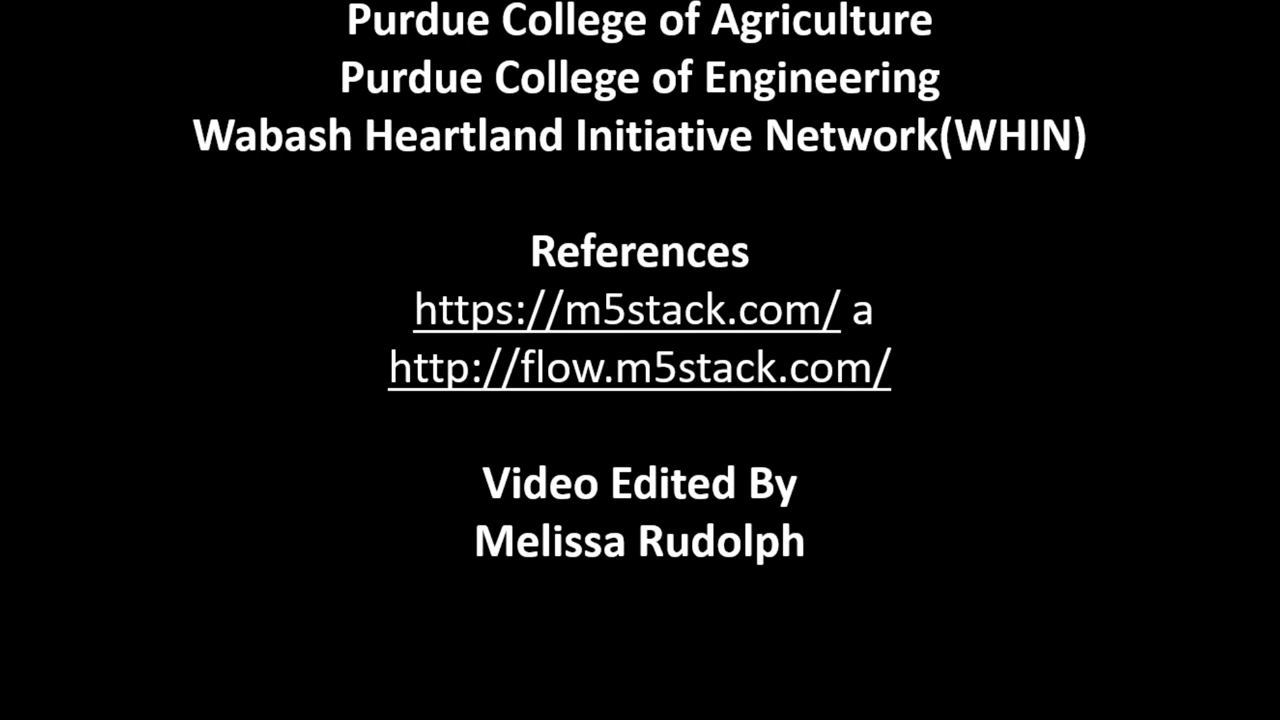 Purdue College of Agriculture
Purdue College of Engineering
Wabash Heartland Initiative Network(WHIN)
References
https://m5stack.com/ a
http://flow.m5stack.com/
Video Edited By
Melissa Rudolph